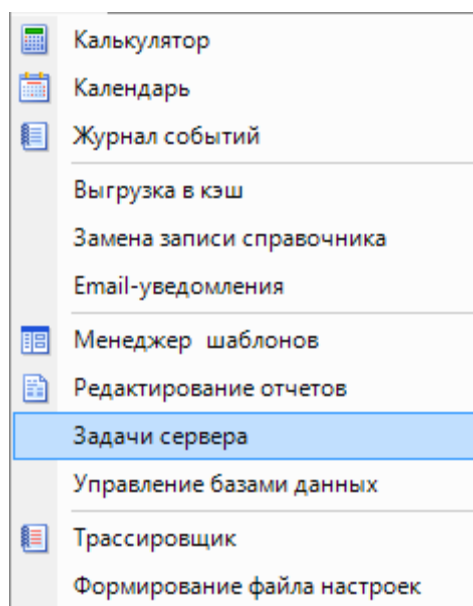 Калькулятор
Календарь
Журнал событий
Выгрузка в кэш
Замена записи справочника
Email-уведомления
Менеджер шаблонов
Редактирование отчетов
Задачи сервера
Управление базами данных
Трассировщик
Формирование файла настроек